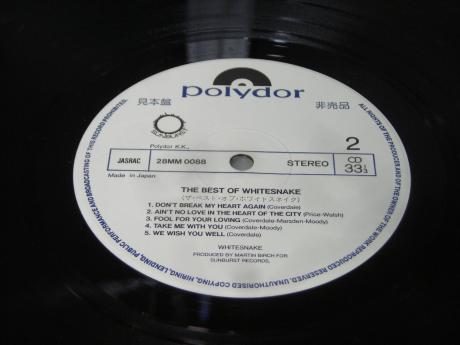 polydor
見本盤
非売品
SUNBURST
2
Polydor K.K.,
JASRAC
28MM 0088
STEREO
33⅓
Made in Japan
THE BEST OF WHITESNAKE
(ザ・ベスト・オブ・ホワイトスネイク)
1. DON'T BREAK MY HEART AGAIN (Coverdale)
2. AIN'T NO LOVE IN THE HEART OF THE CITY (Price-Walsh)
3. FOOL FOR YOUR LOVING (Coverdale-Marsden-Moody)
4. TAKE ME WITH YOU (Coverdale-Moody)
5. WE WISH YOU WELL (Coverdale)
WHITESNAKE
PRODUCED BY MARTIN BIRCH FOR
SUNBURST RECORDS.
ALL RIGHTS OF THE PRODUCER AND OF THE OWNER OF THE WORK REPRODUCED RESERVED. UNAUTHORISED COPYING, HIRING, LENDING, PUBLIC PERFORMANCE AND BROADCASTING OF THIS RECORD PROHIBITED.